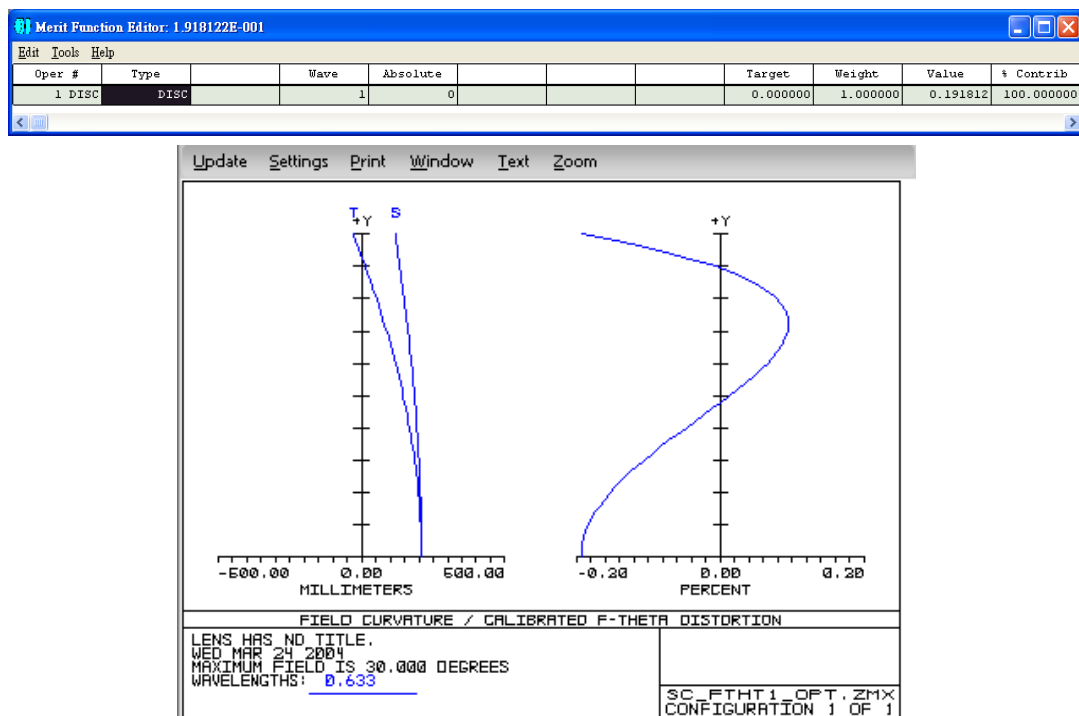 Merit Function Editor: 1.918122E-001
Edit Tools Help
Oper # Type Wave Absolute Target Weight Value % Contrib
1 DISC DISC 1 0 0.000000 1.000000 0.191812 100.000000
Update Settings Print Window Text Zoom
T S
+Y +Y
-500.00 0.00 500.00 -0.20 0.00 0.20
MILLIMETERS PERCENT
FIELD CURVATURE / CALIBRATED F-THETA DISTORTION
LENS HAS NO TITLE.
WED MAR 24 2004
MAXIMUM FIELD IS 30.000 DEGREES
WAVELENGTHS: 0.633
SC_FTHT1_OPT.ZMX
CONFIGURATION 1 OF 1